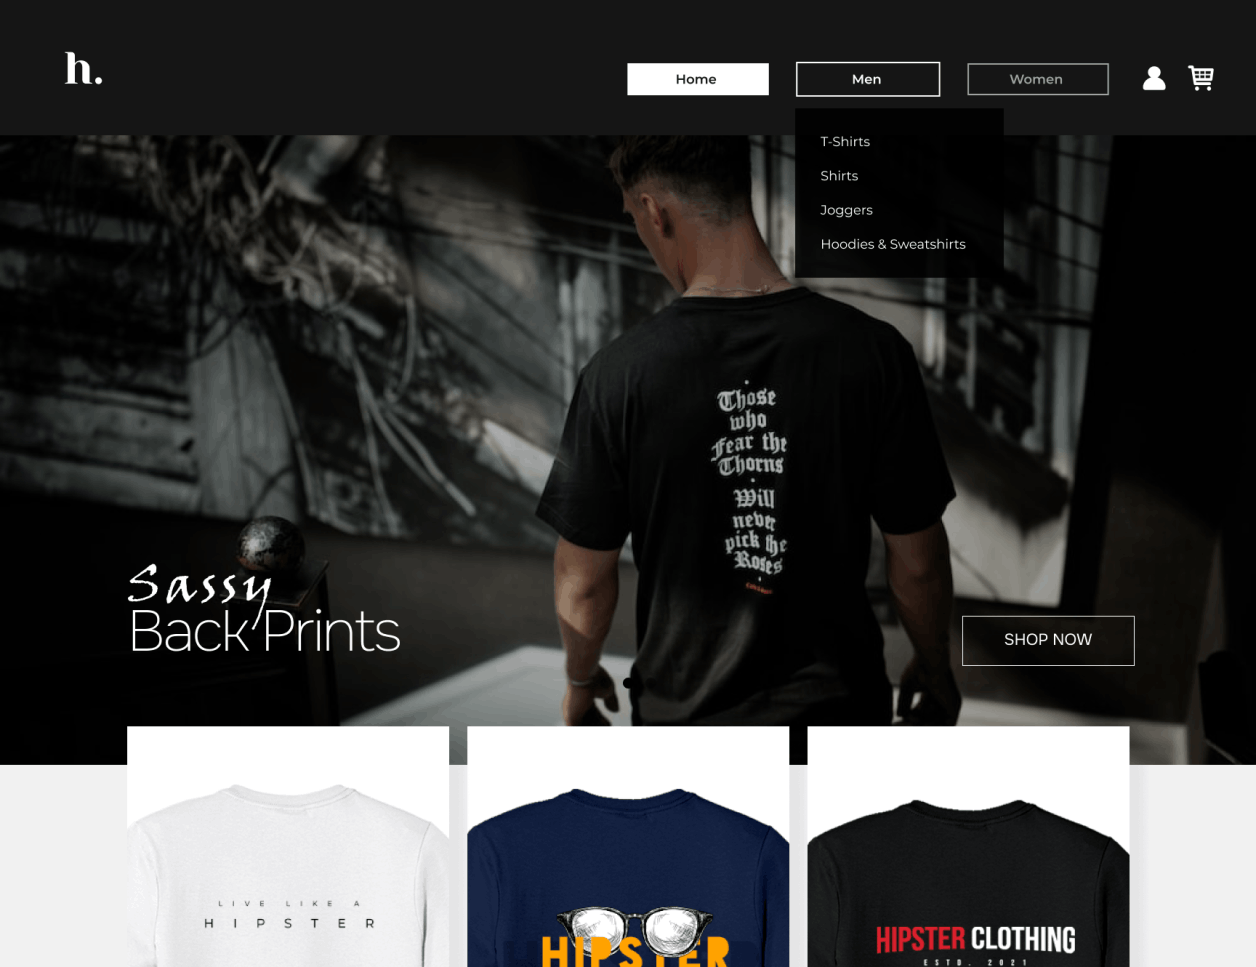 h.
Home
Men
Women
T-Shirts
Shirts
Joggers
Hoodies & Sweatshirts
Those
who
Fear the
Thorns
Will
never
pick the
Roses
Sassy
Back Prints
SHOP NOW
LIVE LIKE A
HIPSTER
HIPSTER
HIPSTER CLOTHING
ESTD. 2021